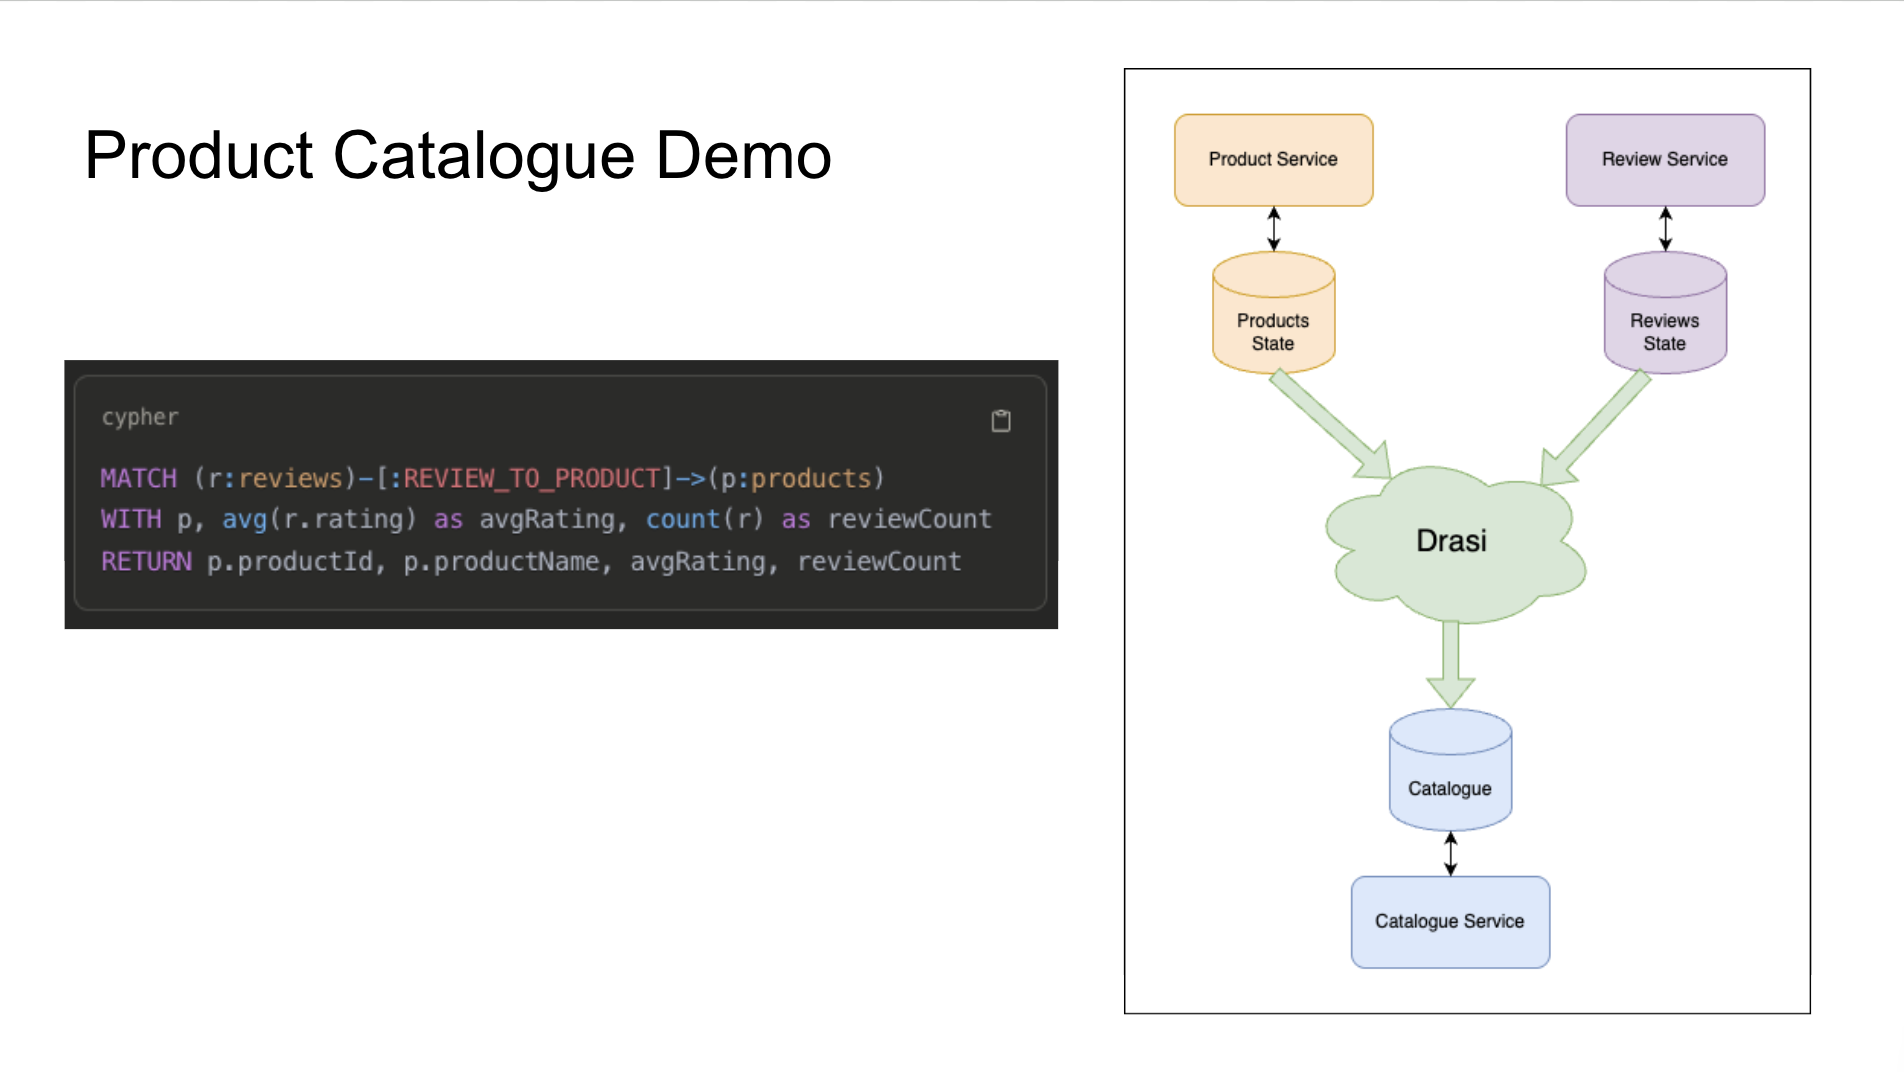 Product Catalogue Demo
cypher
MATCH (r:reviews)-[:REVIEW_TO_PRODUCT]->(p:products)
WITH p, avg(r.rating) as avgRating, count(r) as reviewCount
RETURN p.productId, p.productName, avgRating, reviewCount
Product Service
Review Service
Products
State
Reviews
State
Drasi
Catalogue
Catalogue Service